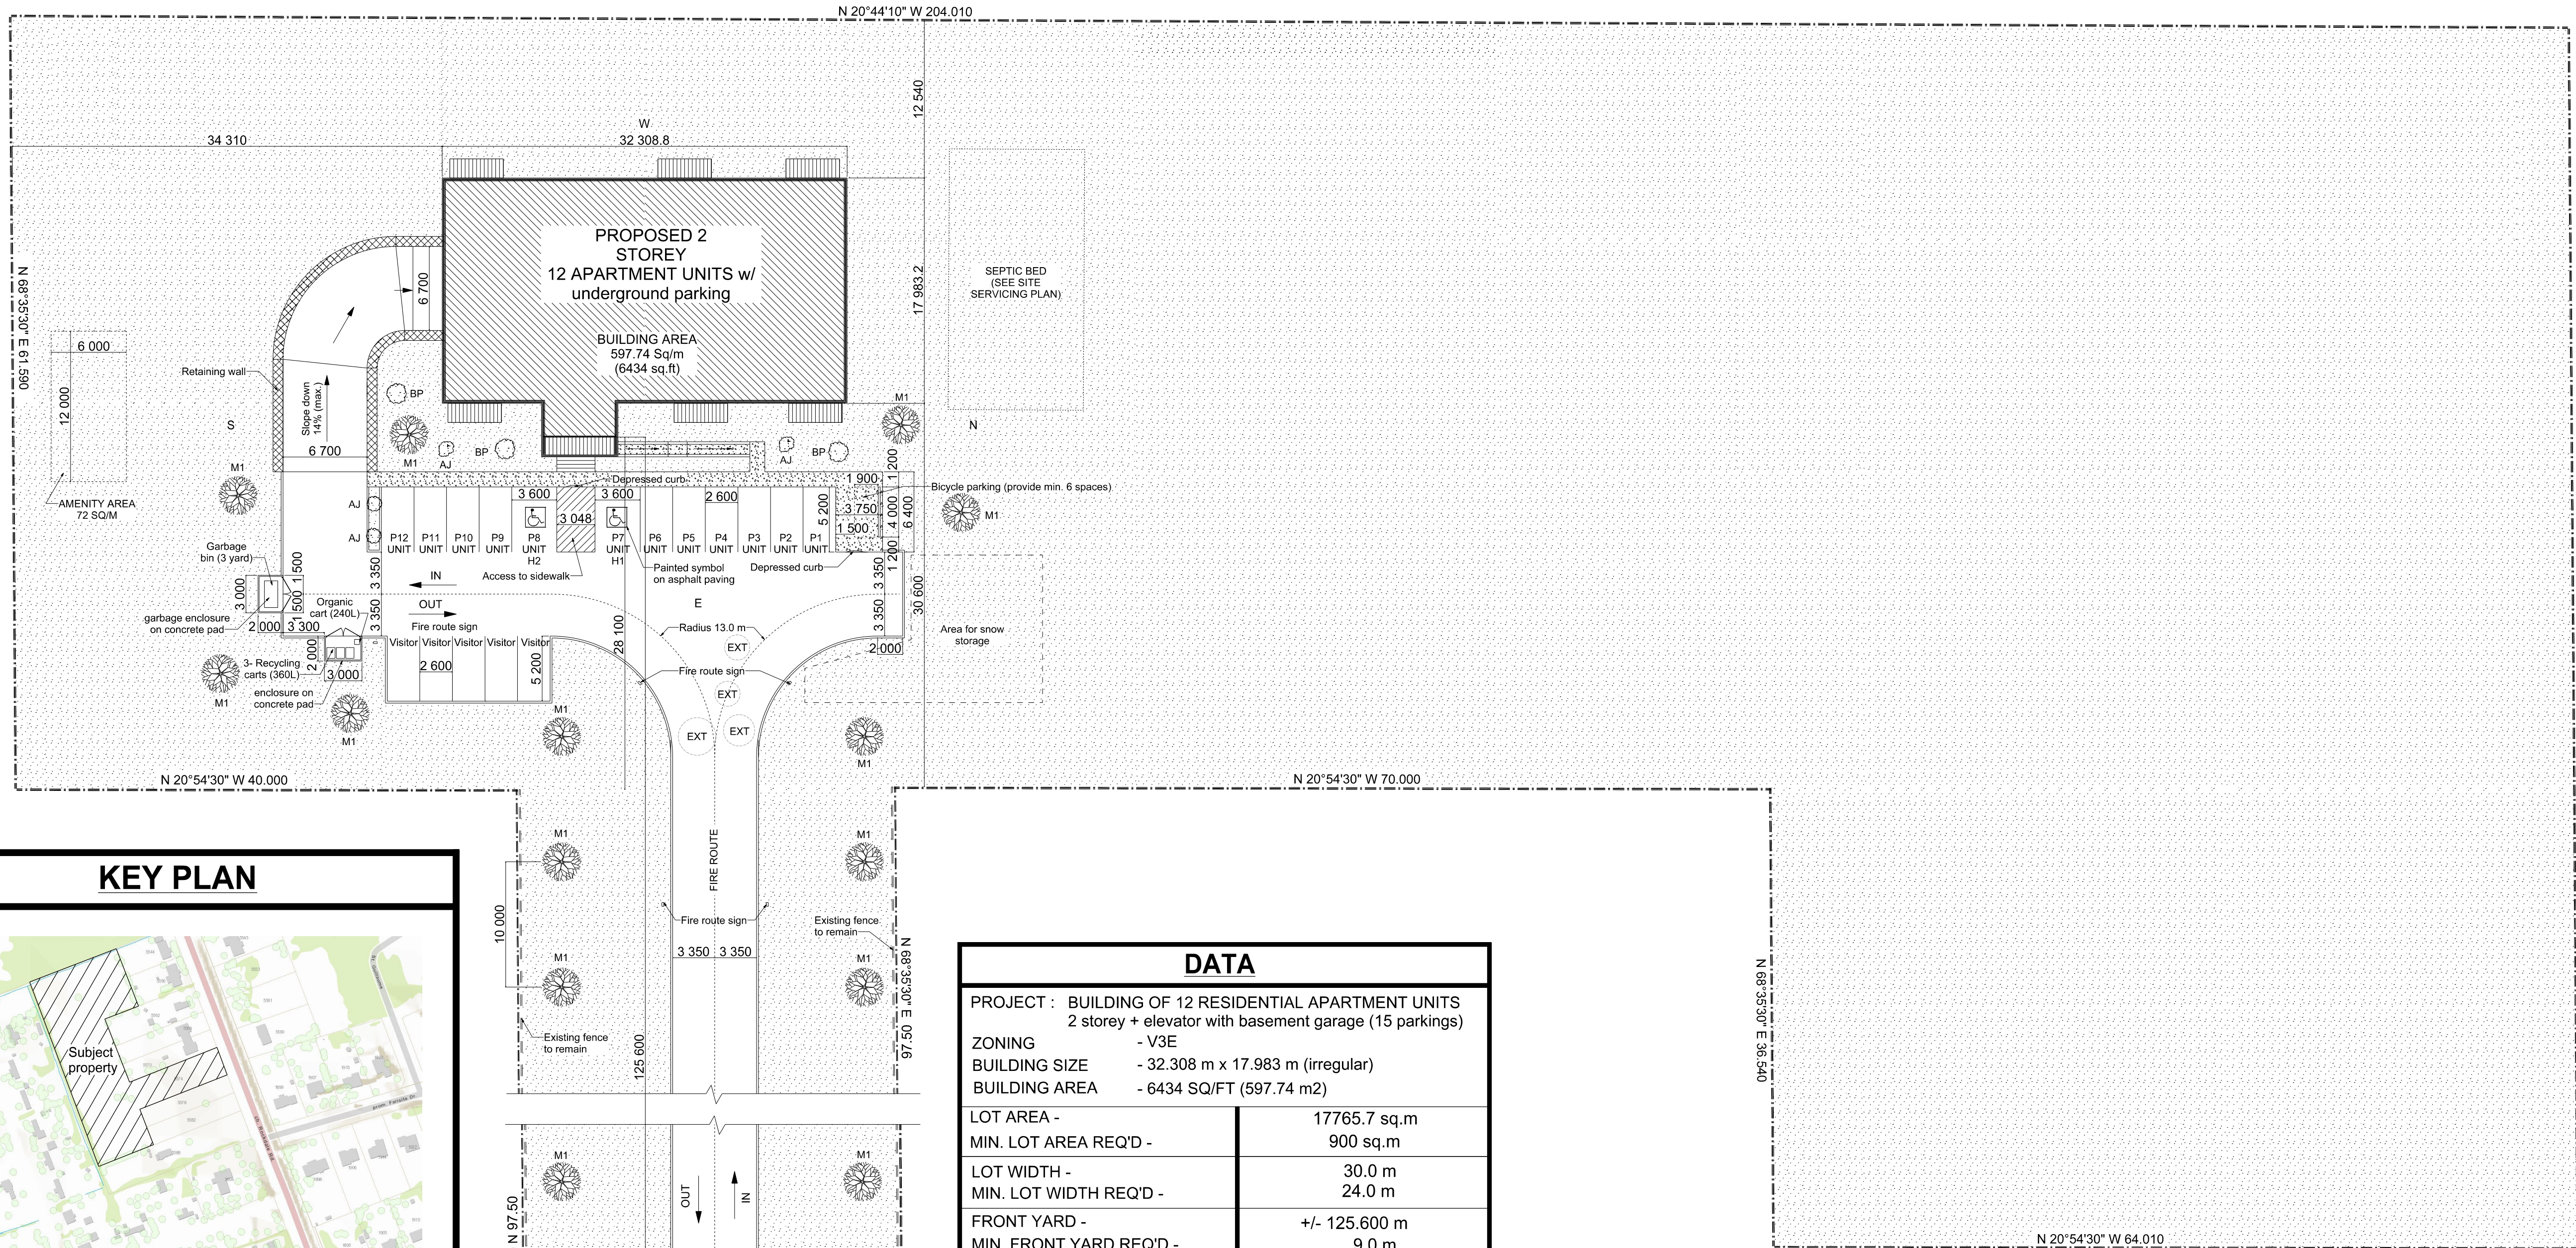 N 20°44'10" W 204.010
12 540
W
34 310
32 308.8
PROPOSED 2
STOREY
12 APARTMENT UNITS w/
underground parking
BUILDING AREA
597.74 Sq/m
(6434 sq.ft)
17 983.2
SEPTIC BED
(SEE SITE
SERVICING PLAN)
N 68°35'30" E 61.590
6 700
6 000
12 000
AMENITY AREA
72 SQ/M
Retaining wall
Slope down
14% (max.)
6 700
S
N
BP
M1
AJ
BP
AJ
BP
M1
M1
M1
Depressed curb
3 600
3 048
3 600
2 600
5 200
1 900
3 750
1 500
1 200
4 000
6 400
1 200
Bicycle parking (provide min. 6 spaces)
AJ
AJ
P12
UNIT
P11
UNIT
P10
UNIT
P9
UNIT
P8
UNIT
H2
P7
UNIT
H1
P6
UNIT
P5
UNIT
P4
UNIT
P3
UNIT
P2
UNIT
P1
UNIT
Access to sidewalk
Painted symbol
on asphalt paving
Depressed curb
Garbage
bin (3 yard)
1 500
1 500
3 000
garbage enclosure
on concrete pad
2 000
3 300
Organic
cart (240L)
3 350
3 350
IN
OUT
Fire route sign
E
3 350
3 350
30 600
2 000
Area for snow
storage
Radius 13.0 m
28 100
Visitor
Visitor
Visitor
Visitor
Visitor
2 600
5 200
2 000
3- Recycling
carts (360L)
3 000
enclosure on
concrete pad
M1
M1
Fire route sign
EXT
EXT
EXT
EXT
M1
M1
N 20°54'30" W 40.000
N 20°54'30" W 70.000
M1
M1
FIRE ROUTE
10 000
Fire route sign
3 350
3 350
Existing fence
to remain
N 68°35'30" E 97.50
M1
M1
Existing fence
to remain
125 600
M1
M1
OUT
IN
N 97.50
N 68°35'30" E 36.540
N 20°54'30" W 64.010
KEY PLAN
Subject
property
DATA
PROJECT : BUILDING OF 12 RESIDENTIAL APARTMENT UNITS
2 storey + elevator with basement garage (15 parkings)
ZONING - V3E
BUILDING SIZE - 32.308 m x 17.983 m (irregular)
BUILDING AREA - 6434 SQ/FT (597.74 m2)
LOT AREA - 17765.7 sq.m
MIN. LOT AREA REQ'D - 900 sq.m
LOT WIDTH - 30.0 m
MIN. LOT WIDTH REQ'D - 24.0 m
FRONT YARD - +/- 125.600 m
MIN. FRONT YARD REQ'D - 9.0 m